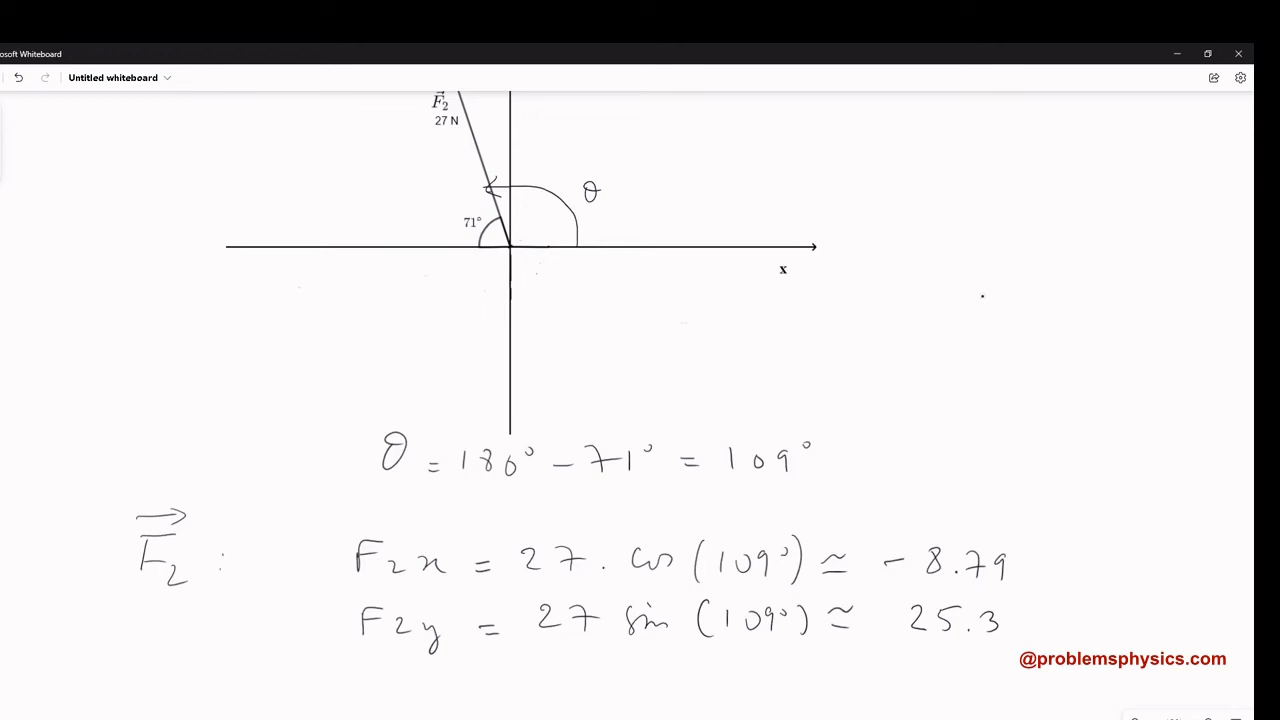 osoft Whiteboard
Untitled whiteboard
F₂
27 N
θ
71°
x
θ = 180° - 71° = 109°
F₂ :
F2x = 27 . cos (109°) ≅ - 8.79
F2y = 27 sin (109°) ≅ 25.3
@problemsphysics.com